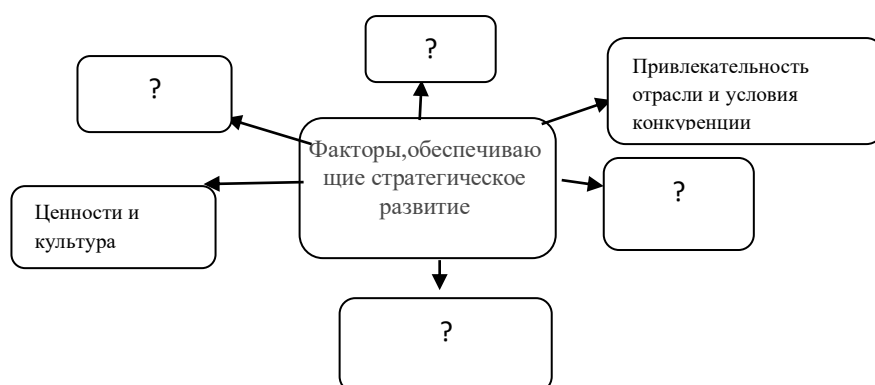 ?
?
Привлекательность
отрасли и условия
конкуренции
Факторы,обеспечиваю
щие стратегическое
развитие
?
Ценности и
культура
?